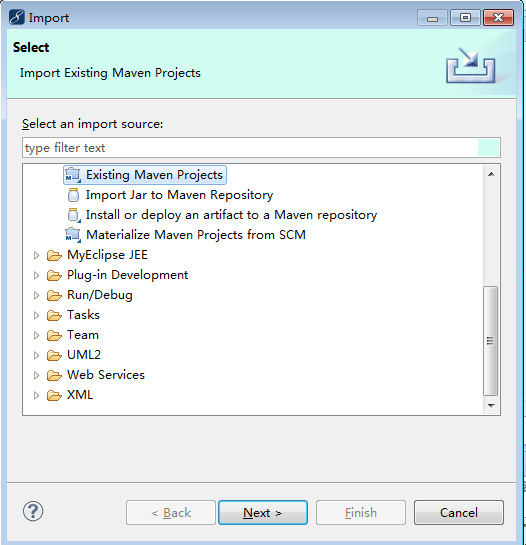 Import
Select
Import Existing Maven Projects
Select an import source:
type filter text
Existing Maven Projects
Import Jar to Maven Repository
Install or deploy an artifact to a Maven repository
Materialize Maven Projects from SCM
MyEclipse JEE
Plug-in Development
Run/Debug
Tasks
Team
UML2
Web Services
XML
< Back Next > Finish Cancel